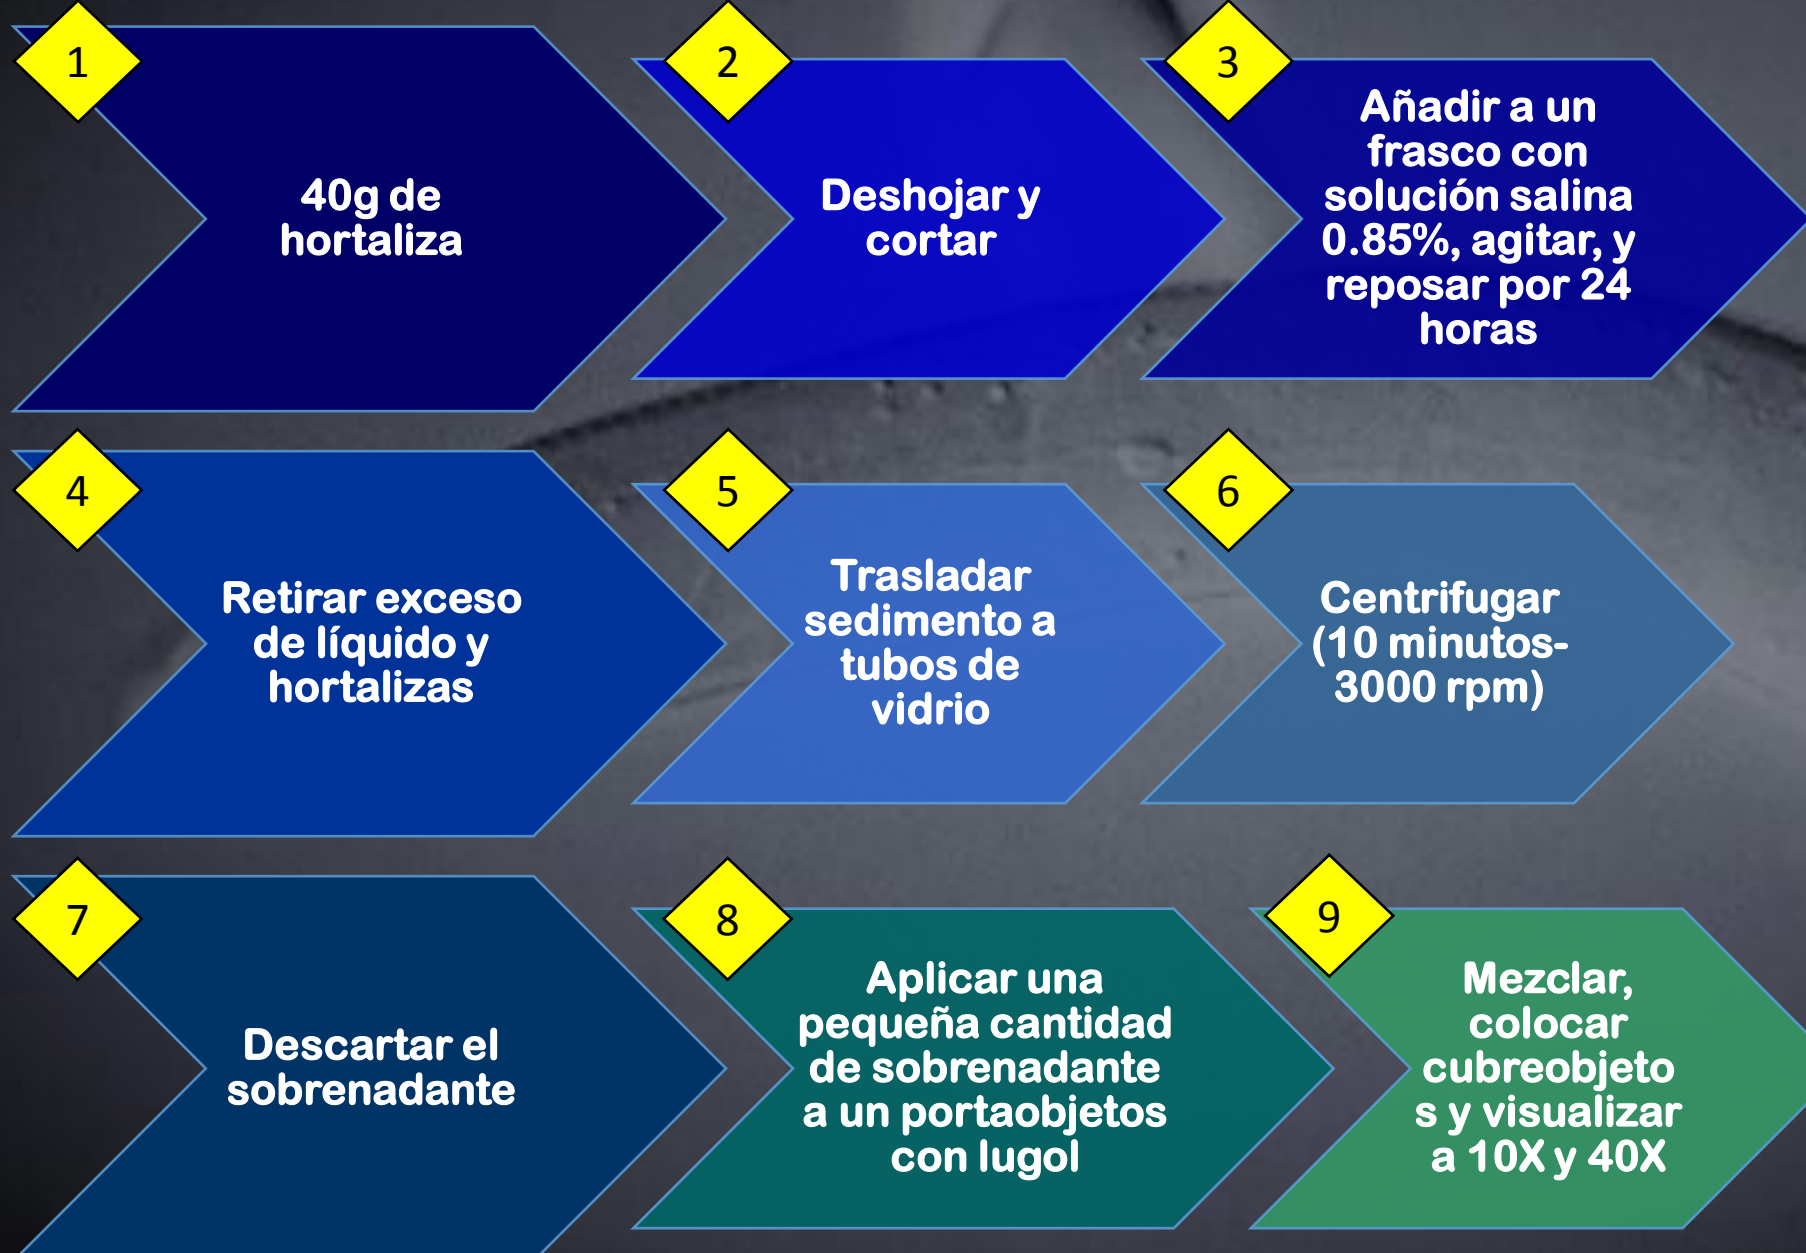 1
40g de
hortaliza
2
Deshojar y
cortar
3
Añadir a un
frasco con
solución salina
0.85%, agitar, y
reposar por 24
horas
4
Retirar exceso
de líquido y
hortalizas
5
Trasladar
sedimento a
tubos de
vidrio
6
Centrifugar
(10 minutos-
3000 rpm)
7
Descartar el
sobrenadante
8
Aplicar una
pequeña cantidad
de sobrenadante
a un portaobjetos
con lugol
9
Mezclar,
colocar
cubreobjeto
s y visualizar
a 10X y 40X